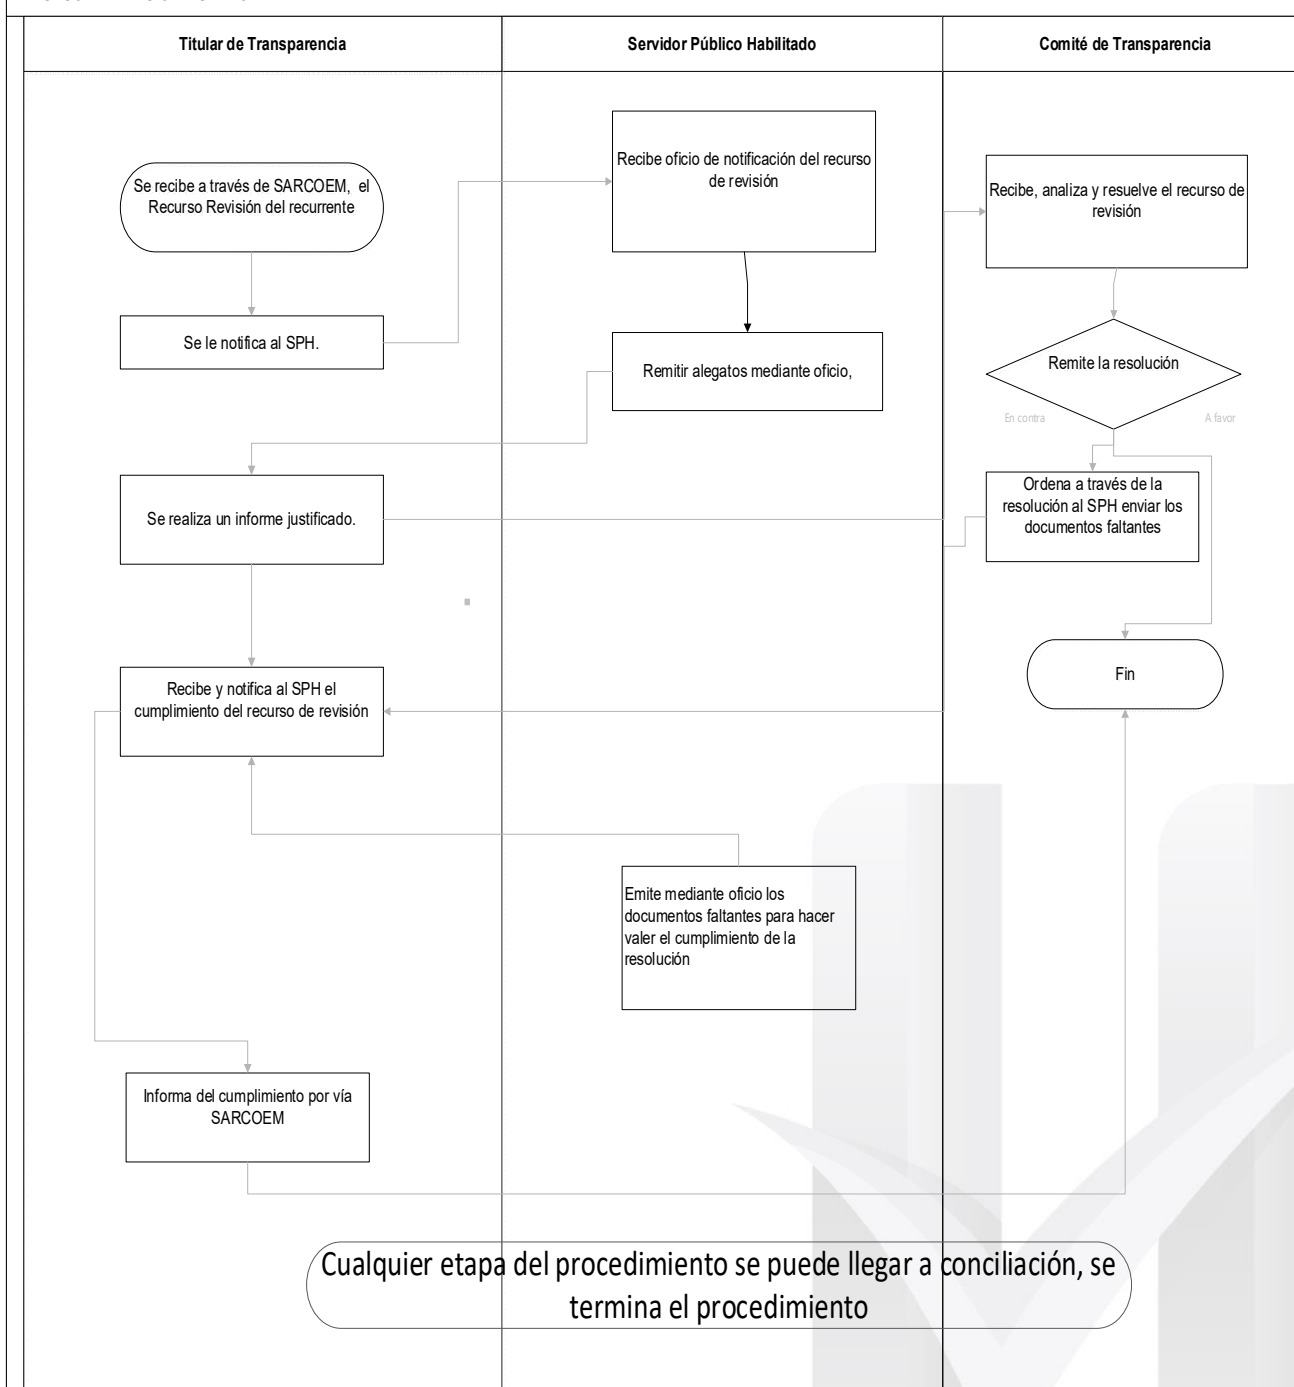 Titular de Transparencia
Servidor Público Habilitado
Comité de Transparencia
Se recibe a través de SARCOEM, el
Recurso Revisión del recurrente
Se le notifica al SPH.
Recibe oficio de notificación del recurso
de revisión
Remitir alegatos mediante oficio,
Recibe, analiza y resuelve el recurso de
revisión
Remite la resolución
En contra
A favor
Ordena a través de la
resolución al SPH enviar los
documentos faltantes
Se realiza un informe justificado.
Recibe y notifica al SPH el
cumplimiento del recurso de revisión
Fin
Emite mediante oficio los
documentos faltantes para hacer
valer el cumplimiento de la
resolución
Informa del cumplimiento por vía
SARCOEM
Cualquier etapa del procedimiento se puede llegar a conciliación, se
termina el procedimiento